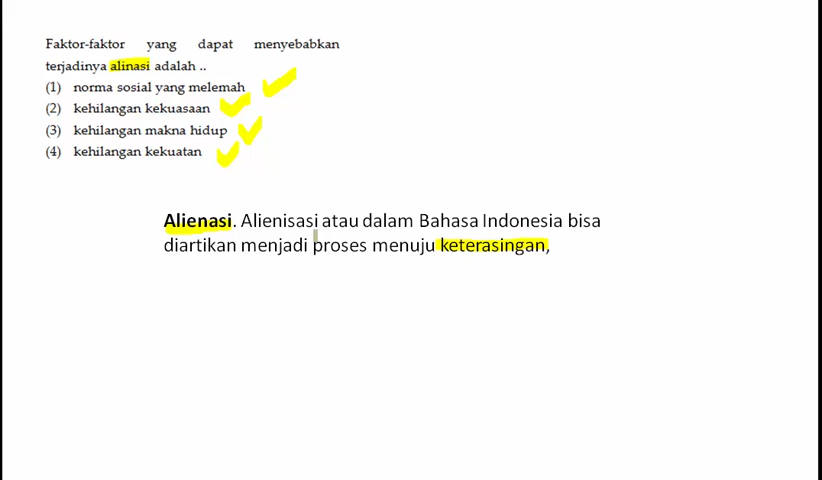 Faktor-faktor yang dapat menyebabkan
terjadinya alinasi adalah ..
(1) norma sosial yang melemah
(2) kehilangan kekuasaan
(3) kehilangan makna hidup
(4) kehilangan kekuatan
Alienasi. Alienisasi atau dalam Bahasa Indonesia bisa
diartikan menjadi proses menuju keterasingan,